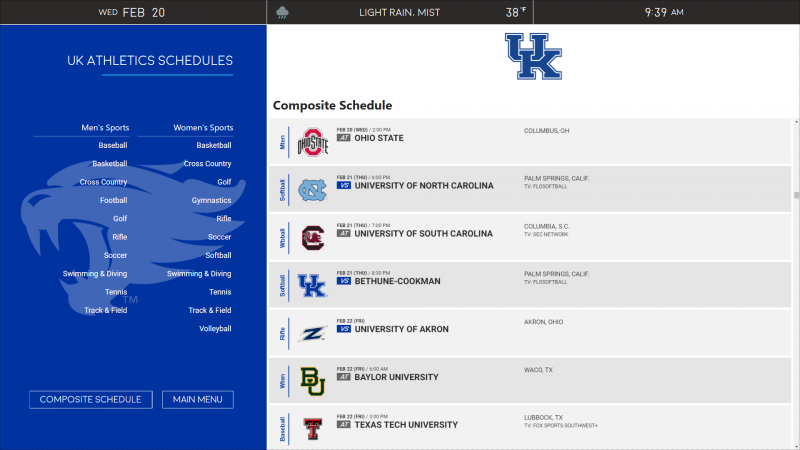 WED FEB 20
LIGHT RAIN, MIST 38 °F
9:39 AM
UK ATHLETICS SCHEDULES
Men's Sports
Baseball
Basketball
Cross Country
Football
Golf
Rifle
Soccer
Swimming & Diving
Tennis
Track & Field
Women's Sports
Basketball
Cross Country
Golf
Gymnastics
Rifle
Soccer
Softball
Swimming & Diving
Tennis
Track & Field
Volleyball
TM
COMPOSITE SCHEDULE
MAIN MENU
UK
Composite Schedule
Mten
OHIO STATE
FEB 20 (WED) / 2:00 PM
AT OHIO STATE
COLUMBUS, OH
Softball
NC
FEB 21 (THU) / 6:00 PM
VS UNIVERSITY OF NORTH CAROLINA
PALM SPRINGS, CALIF.
TV: FLOSOFTBALL
Wbball
C
FEB 21 (THU) / 7:00 PM
AT UNIVERSITY OF SOUTH CAROLINA
COLUMBIA, S.C.
TV: SEC NETWORK
Softball
UK
FEB 21 (THU) / 8:30 PM
VS BETHUNE-COOKMAN
PALM SPRINGS, CALIF.
TV: FLOSOFTBALL
Rifle
Z
FEB 22 (FRI)
VS UNIVERSITY OF AKRON
AKRON, OHIO
Wten
BU
FEB 22 (FRI) / 6:00 AM
AT BAYLOR UNIVERSITY
WACO, TX
Baseball
T
FEB 22 (FRI) / 3:00 PM
AT TEXAS TECH UNIVERSITY
LUBBOCK, TX
TV: FOX SPORTS SOUTHWEST+